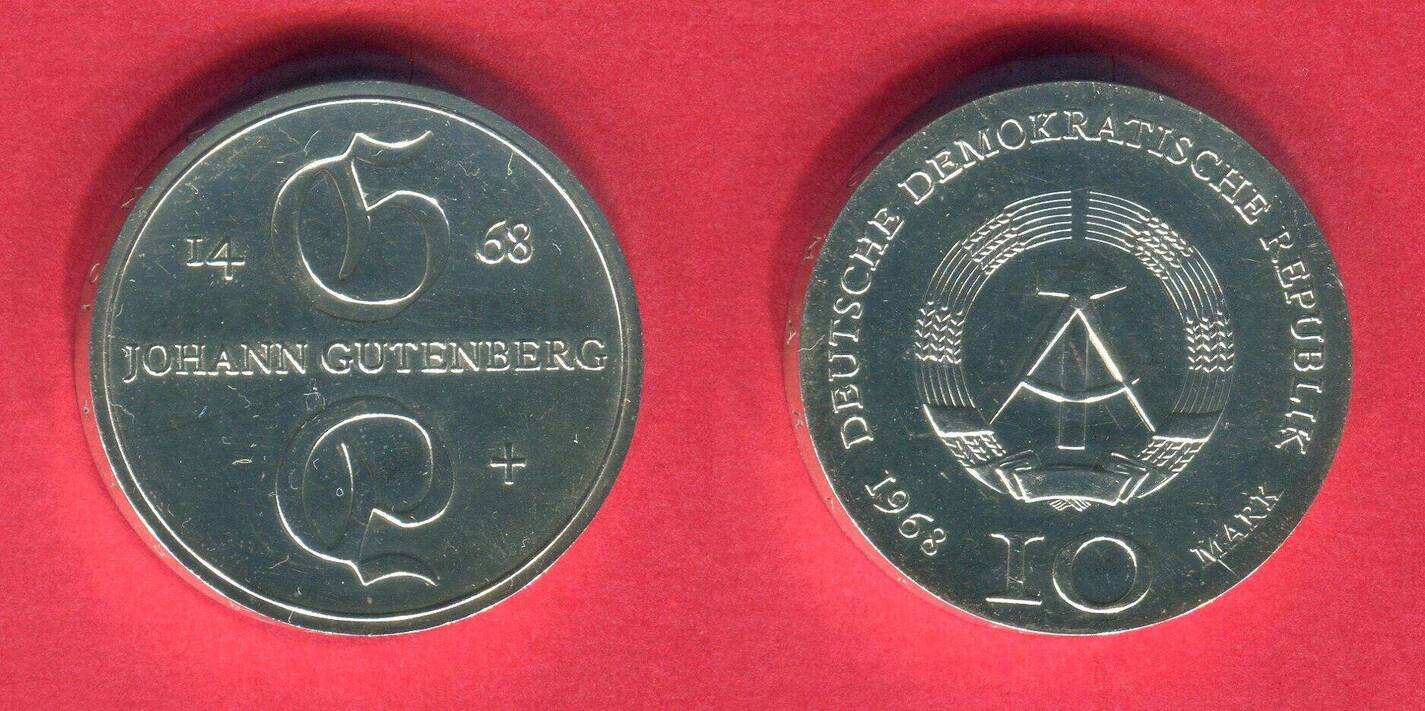 G
14 68
JOHANN GUTENBERG
G
+
DEUTSCHE DEMOKRATISCHE REPUBLIK
1968
10
MARK